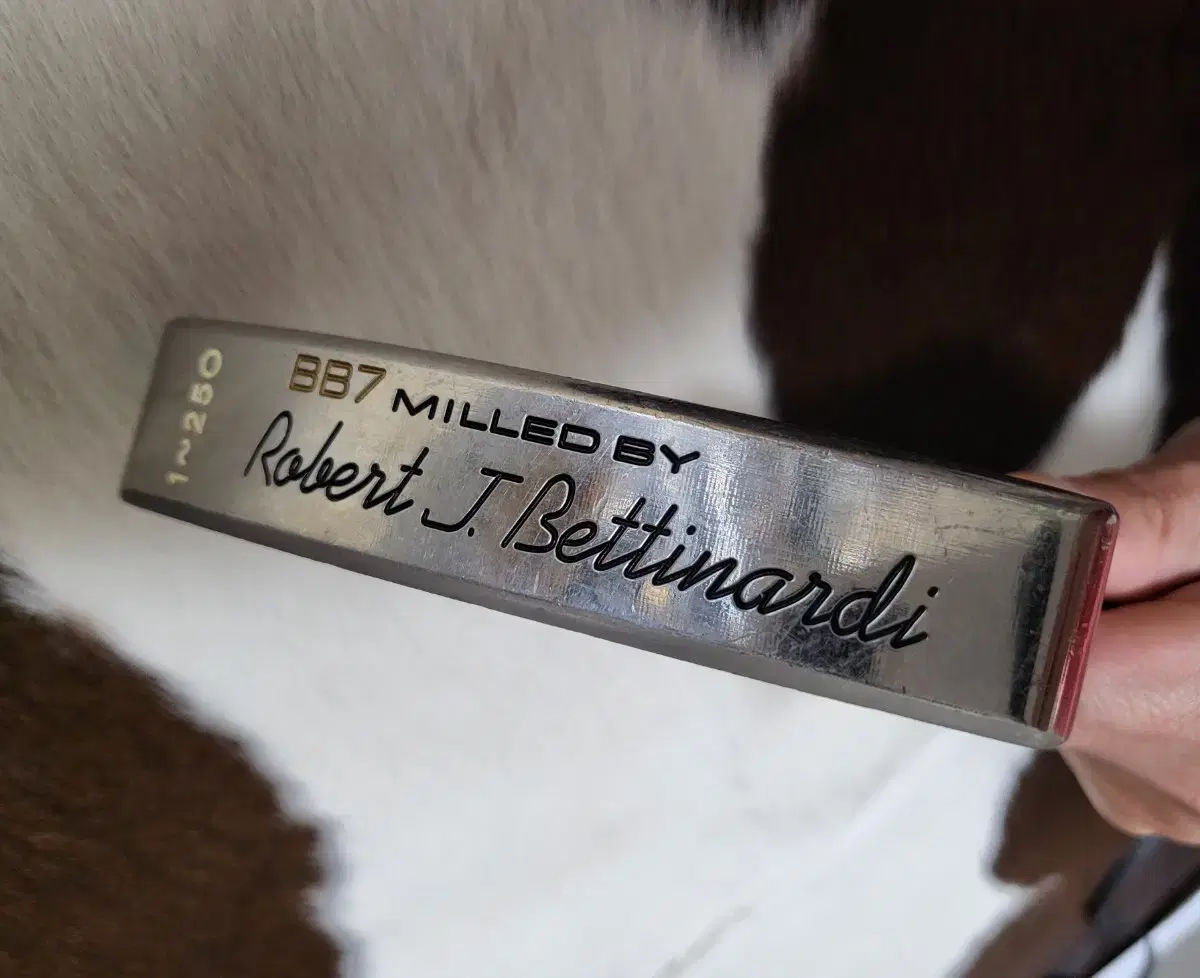 1~250
BB7 MILLED BY
Robert J. Bettinardi